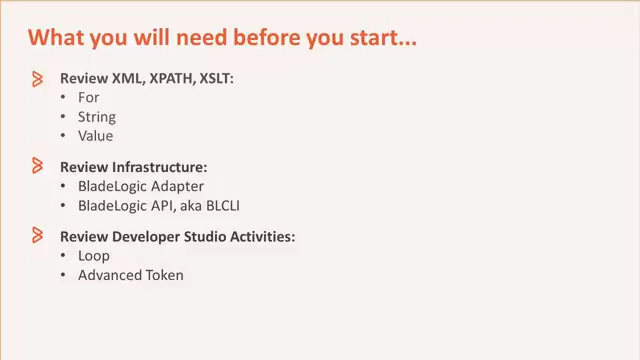 What you will need before you start...
Review XML, XPATH, XSLT:
• For
• String
• Value
Review Infrastructure:
• BladeLogic Adapter
• BladeLogic API, aka BLCLI
Review Developer Studio Activities:
• Loop
• Advanced Token